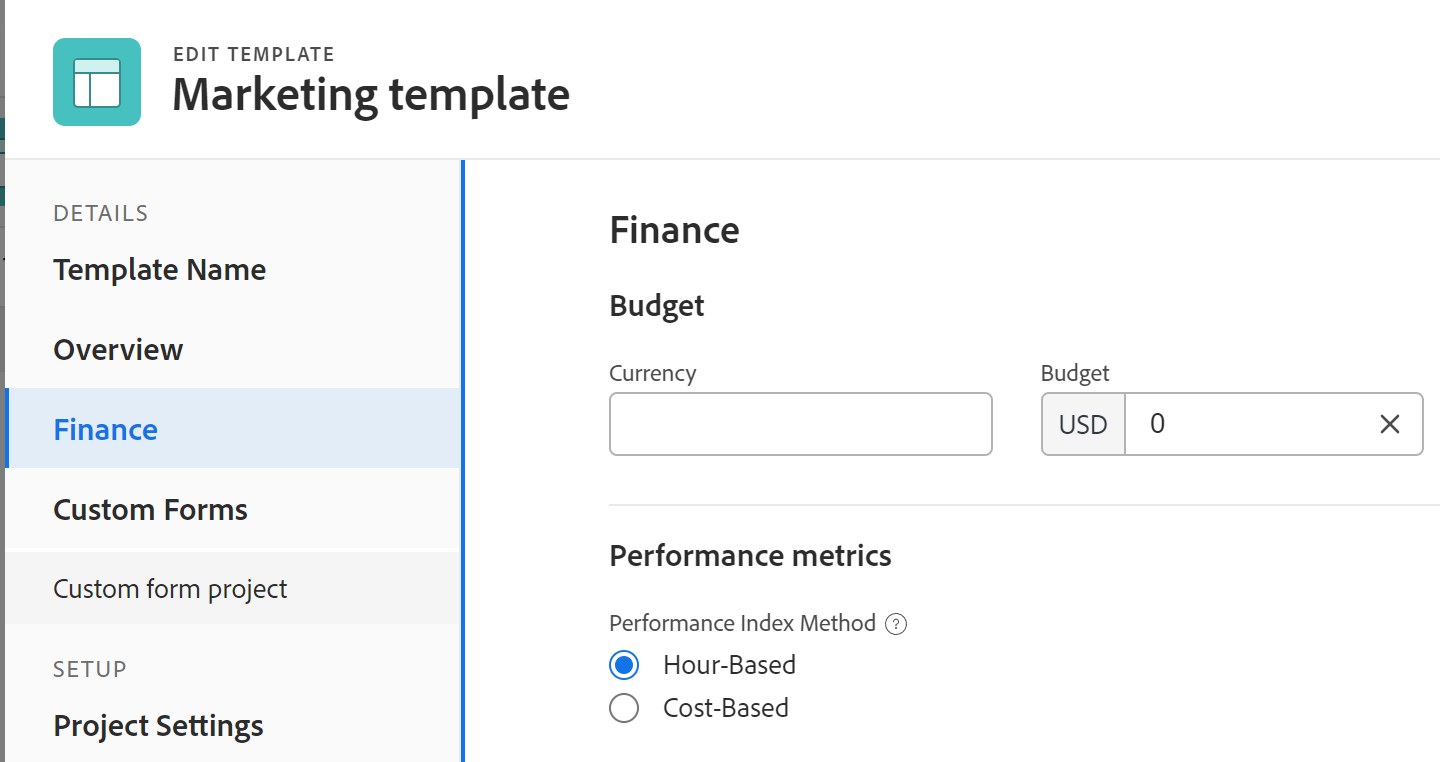 EDIT TEMPLATE
Marketing template
DETAILS
Template Name
Overview
Finance
Custom Forms
Custom form project
SETUP
Project Settings
Finance
Budget
Currency
Budget
USD 0
Performance metrics
Performance Index Method ?
Hour-Based
Cost-Based